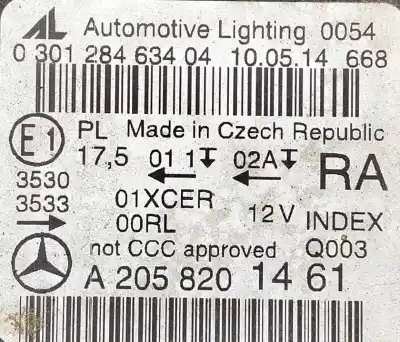 AL Automotive Lighting 0054
0 301 284 634 04 10.05.14 668
E1 PL Made in Czech Republic
17,5 01 1 02A RA
3530
3533 01XCER
00RL 12V INDEX
not CCC approved Q003
A 205 820 14 61